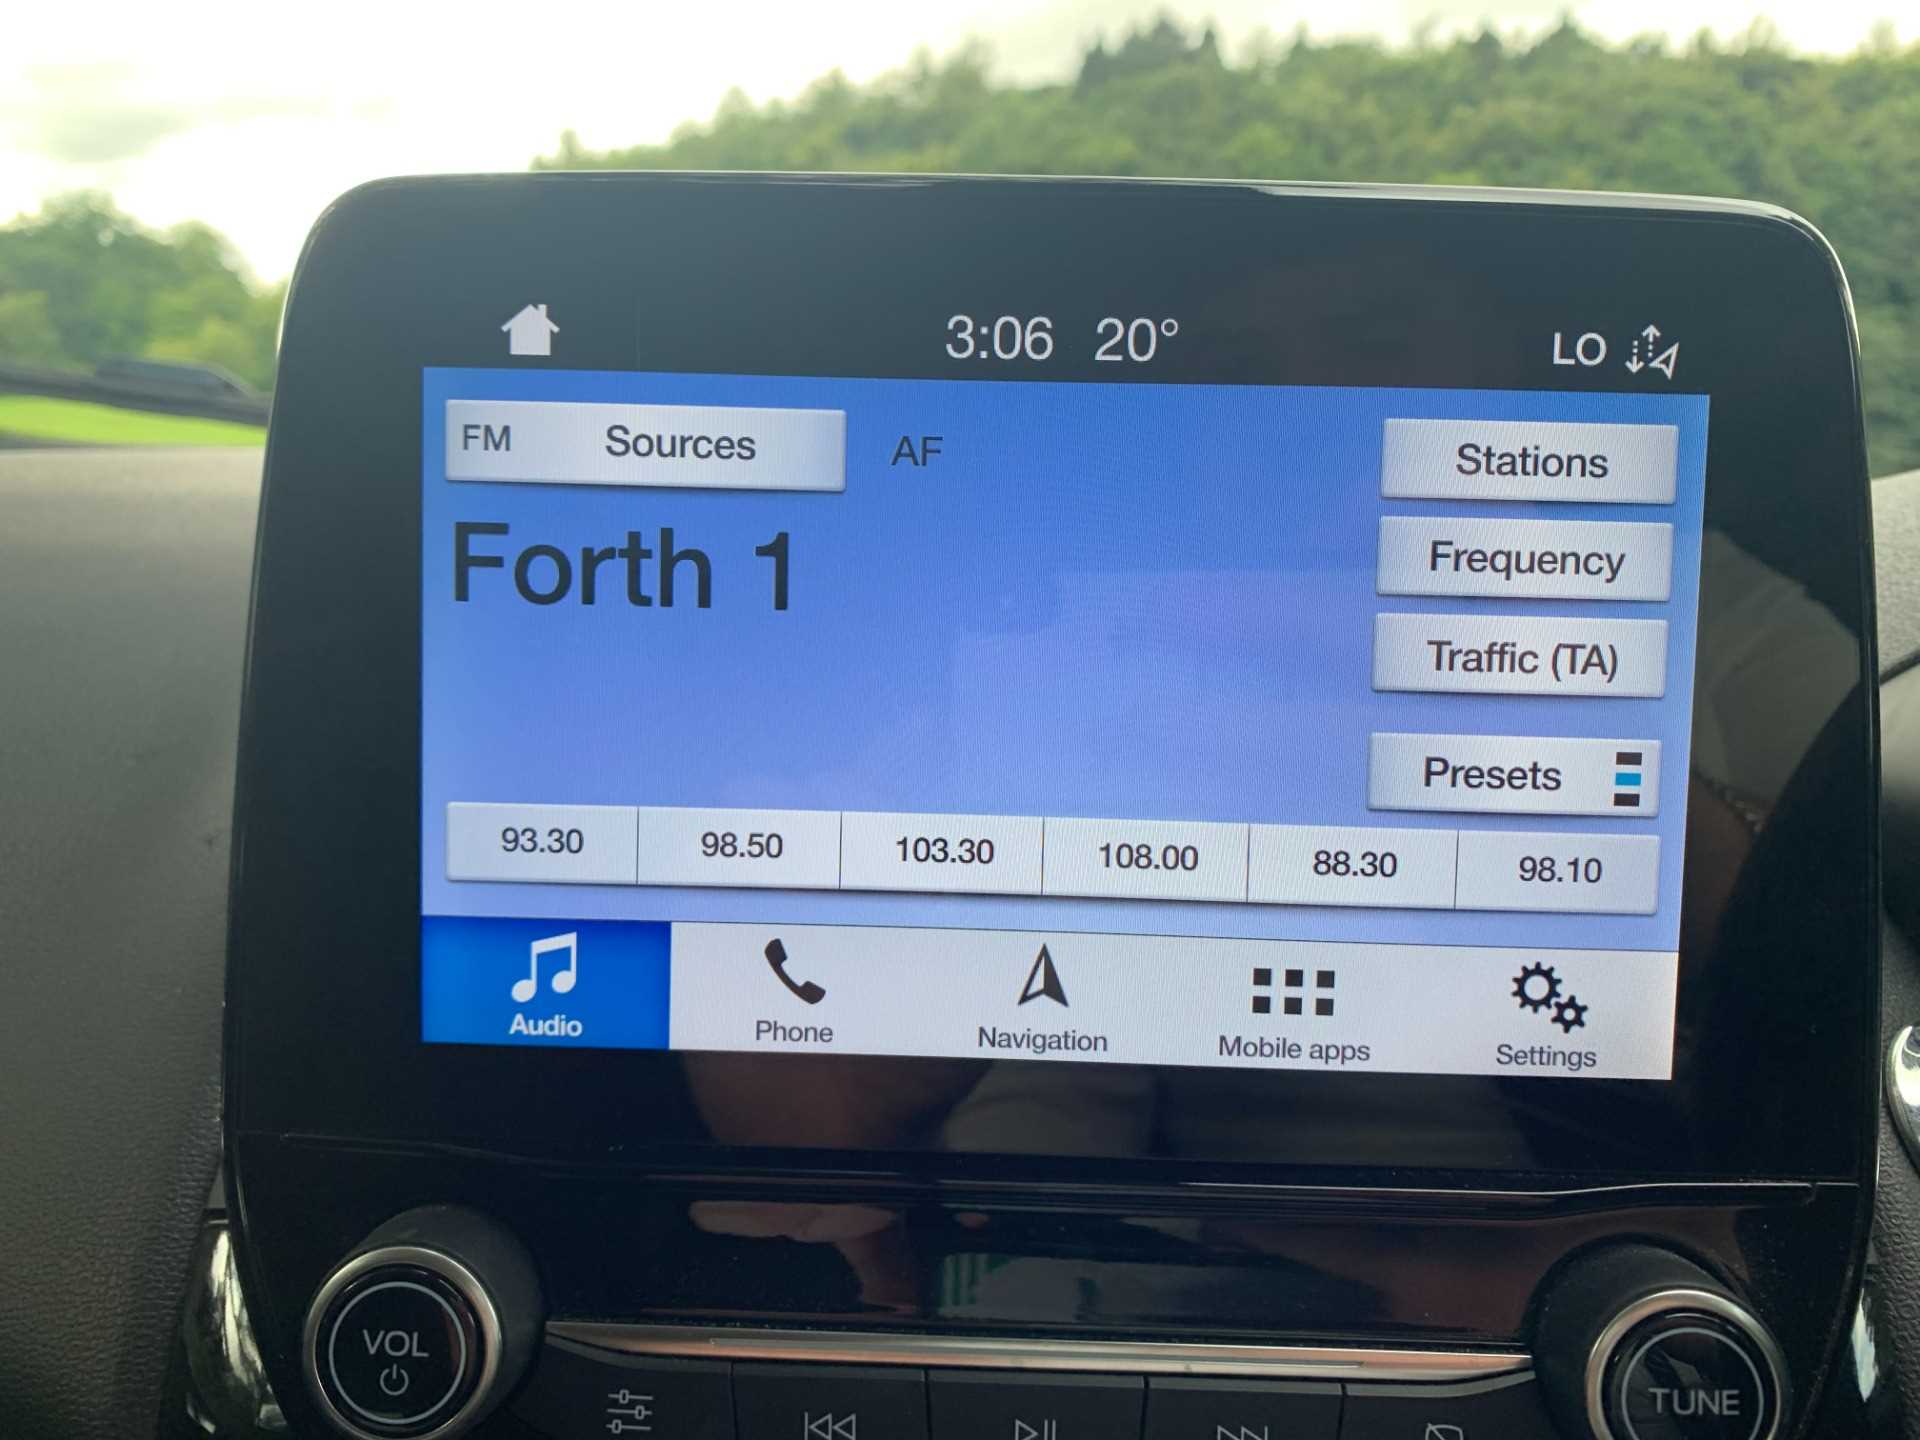 3:06 20° LO
FM Sources AF Stations
Forth 1
Frequency
Traffic (TA)
Presets
93.30 98.50 103.30 108.00 88.30 98.10
Audio Phone Navigation Mobile apps Settings
VOL TUNE